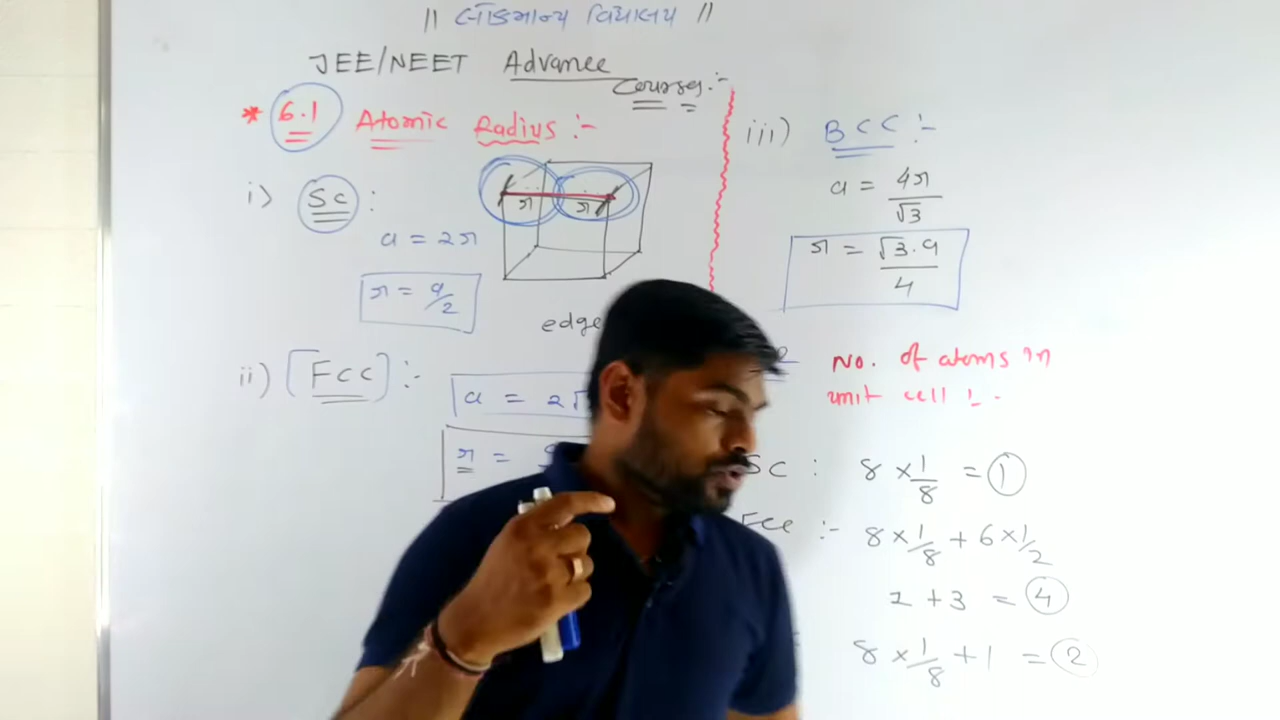 || લોકમાન્ય વિદ્યાલય ||
JEE/NEET Advance
Courses :-
* 6.1 Atomic Radius :-
i) Sc :
r r
a = 2r
r = a/2
edge
ii) [FCC] :-
a = 2√
r =
iii) BCC :-
a = 4r/√3
r = √3.a/4
No. of atoms in
unit cell :-
SC : 8 × 1/8 = 1
FCC :- 8 × 1/8 + 6 × 1/2
1 + 3 = 4
8 × 1/8 + 1 = 2